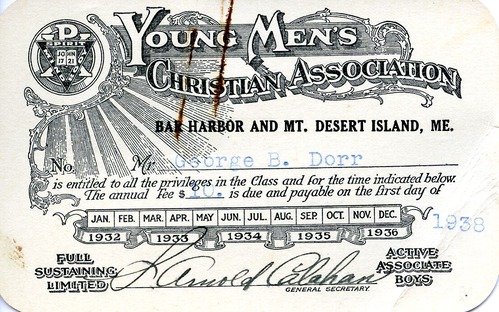 SPIRIT
JOHN
17 21
YOUNG MEN'S
CHRISTIAN ASSOCIATION
BAR HARBOR AND MT. DESERT ISLAND, ME.
No. Mr. George B. Dorr
is entitled to all the privileges in the Class and for the time indicated below.
The annual Fee $10. is due and payable on the first day of
JAN. FEB. MAR. APR. MAY JUN. JUL. AUG. SEP. OCT. NOV. DEC.
1932 1933 1934 1935 1936 1938
FULL
SUSTAINING
LIMITED
K Arnold Calahan
GENERAL SECRETARY.
ACTIVE
ASSOCIATE
BOYS